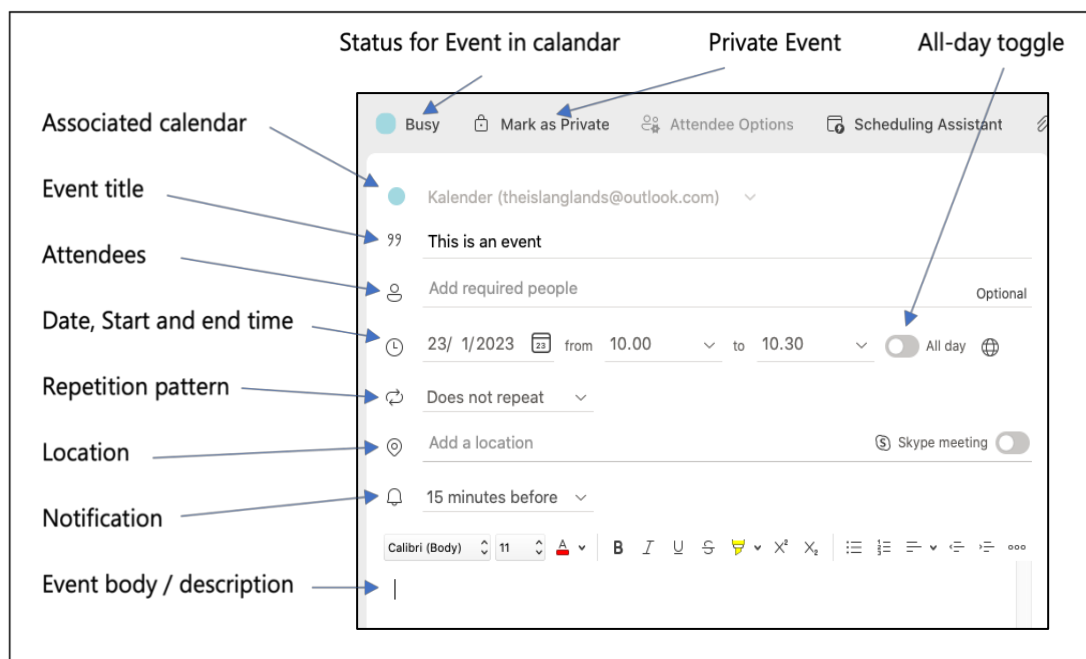 Status for Event in calandar Private Event All-day toggle
Associated calendar
Event title
Attendees
Date, Start and end time
Repetition pattern
Location
Notification
Event body / description
Busy Mark as Private Attendee Options Scheduling Assistant
Kalender (theislanglands@outlook.com)
This is an event
Add required people Optional
23/ 1/2023 23 from 10.00 to 10.30 All day
Does not repeat
Add a location Skype meeting
15 minutes before
Calibri (Body) 11 A B I U S X² X₂